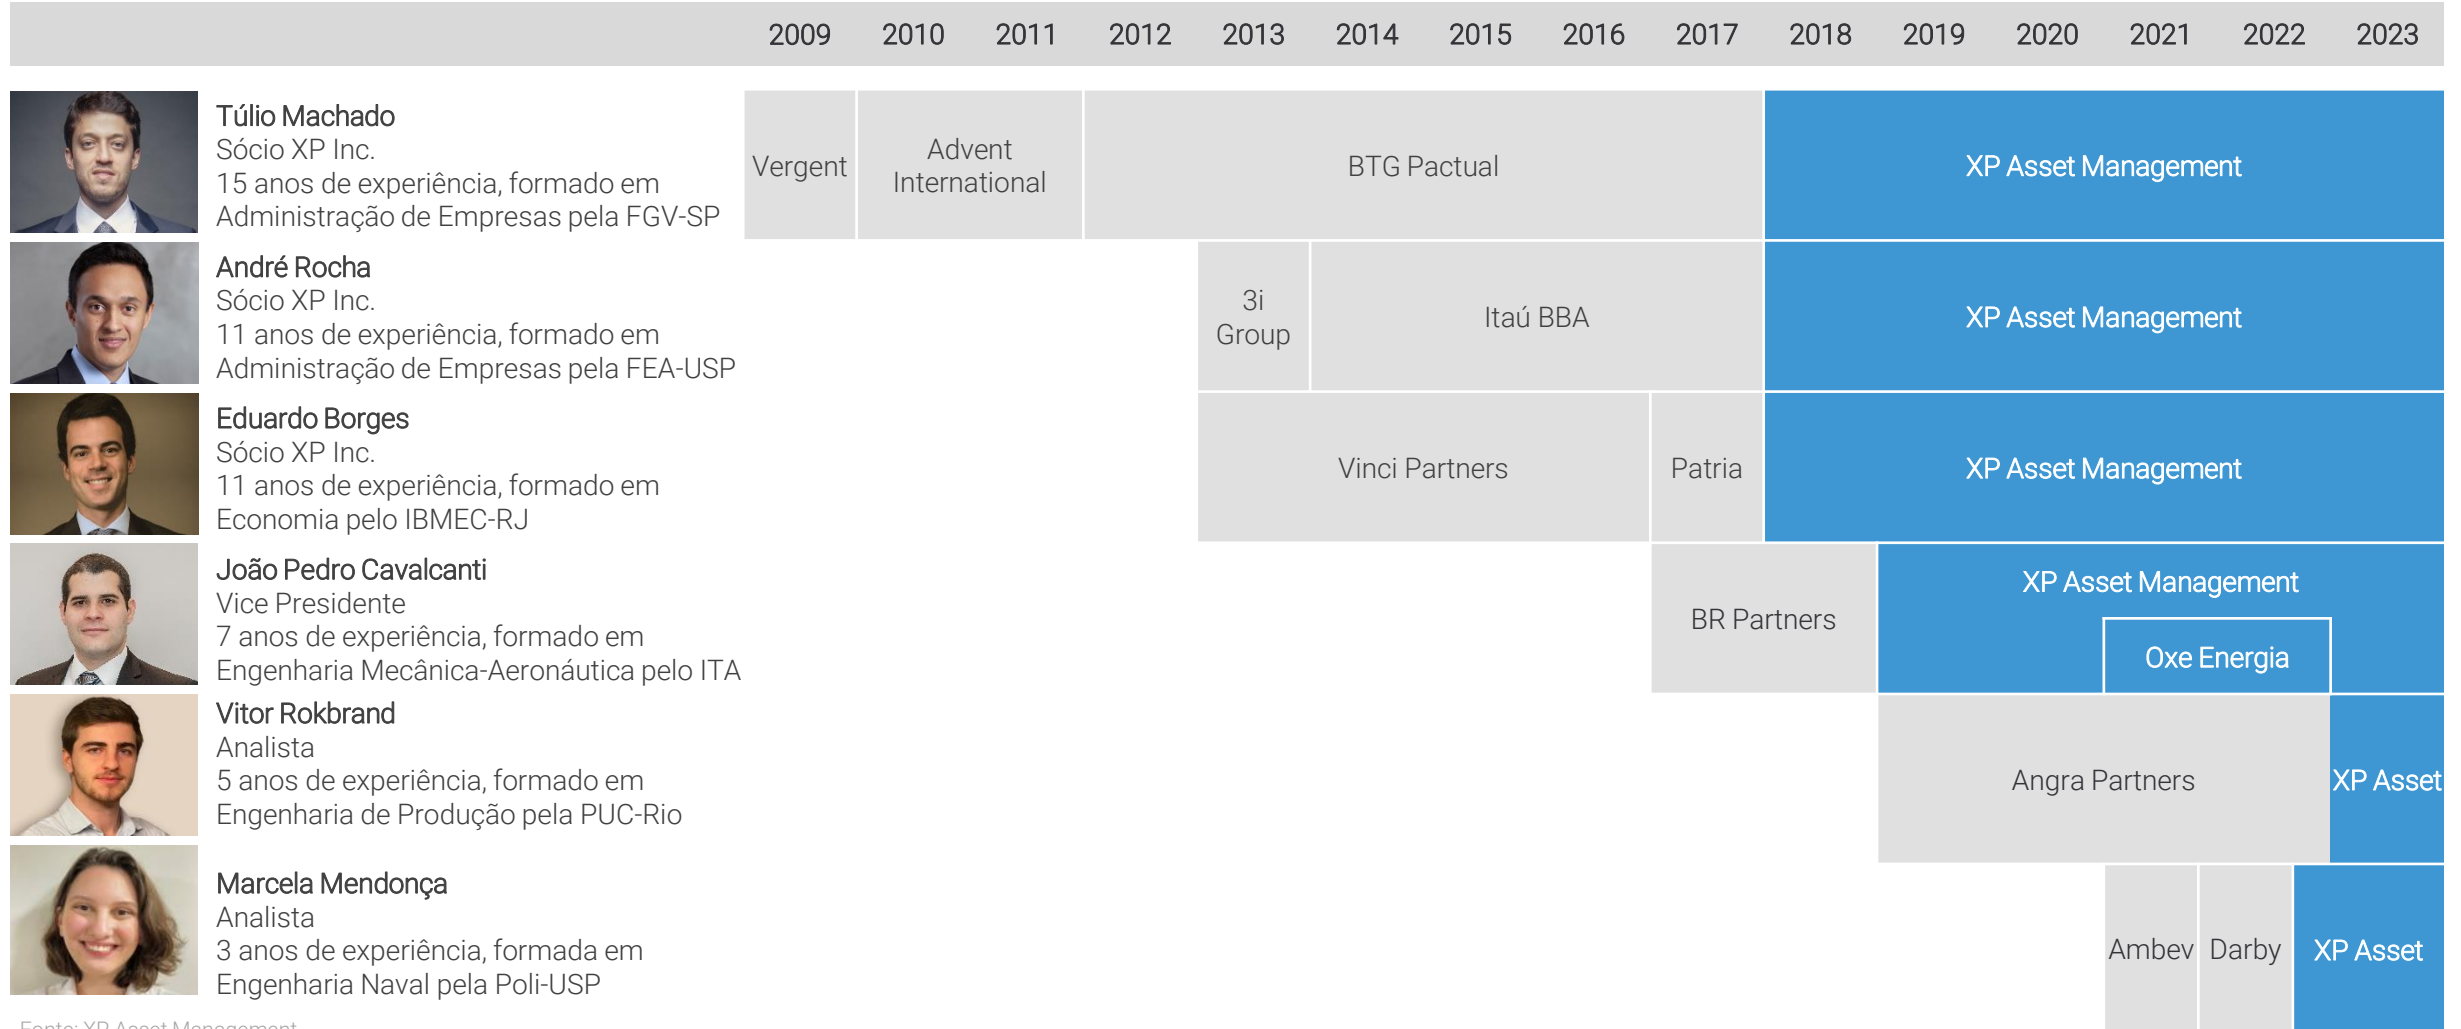 2009 2010 2011 2012 2013 2014 2015 2016 2017 2018 2019 2020 2021 2022 2023
Túlio Machado
Sócio XP Inc.
15 anos de experiência, formado em
Administração de Empresas pela FGV-SP
Vergent
Advent
International
BTG Pactual
XP Asset Management
André Rocha
Sócio XP Inc.
11 anos de experiência, formado em
Administração de Empresas pela FEA-USP
3i
Group
Itaú BBA
XP Asset Management
Eduardo Borges
Sócio XP Inc.
11 anos de experiência, formado em
Economia pelo IBMEC-RJ
Vinci Partners
Patria
XP Asset Management
João Pedro Cavalcanti
Vice Presidente
7 anos de experiência, formado em
Engenharia Mecânica-Aeronáutica pelo ITA
BR Partners
XP Asset Management
Oxe Energia
Vitor Rokbrand
Analista
5 anos de experiência, formado em
Engenharia de Produção pela PUC-Rio
Angra Partners
XP Asset
Marcela Mendonça
Analista
3 anos de experiência, formada em
Engenharia Naval pela Poli-USP
Ambev
Darby
XP Asset
Fonte: XP Asset Management